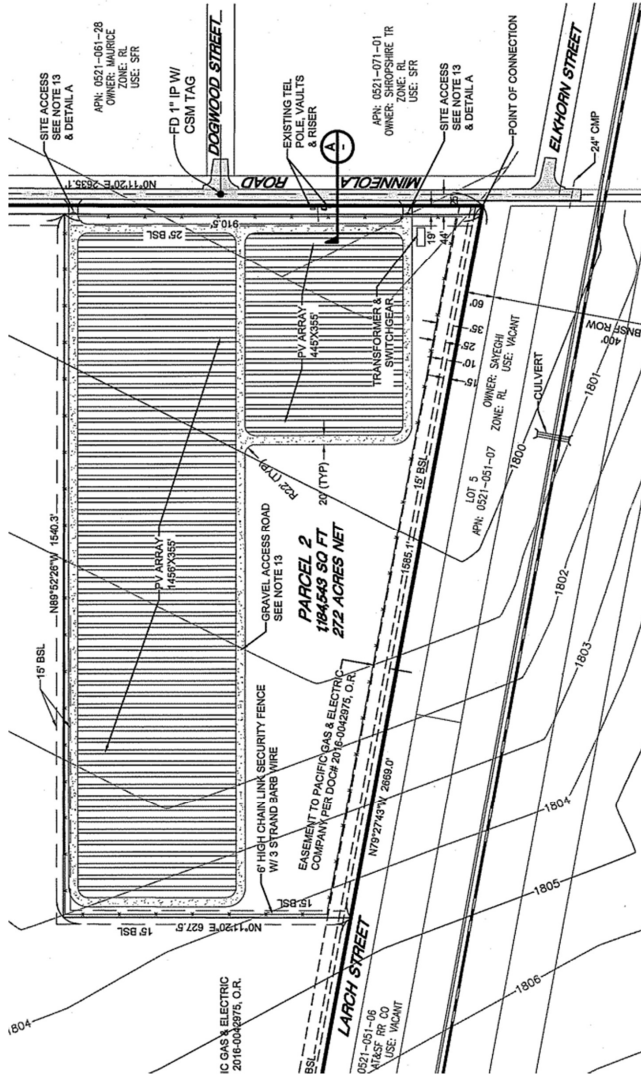 SITE ACCESS
SEE NOTE 13
& DETAIL A
APN: 0521-061-28
OWNER: MAURICE
ZONE: RL
USE: SFR
DOGWOOD STREET
FD 1" IP W/
CSM TAG
EXISTING TEL
POLE, VAULTS
& RISER
A
-
APN: 0521-071-01
OWNER: SHROPSHIRE TR
ZONE: RL
USE: SFR
SITE ACCESS
SEE NOTE 13
& DETAIL A
POINT OF CONNECTION
ELKHORN STREET
24" CMP
N0°11'20"E 2635.1'
MINNEOLA
ROAD
25' BSL
910.5'
25'
19'
44'
PV ARRAY
445'X355'
TRANSFORMER &
SWITCHGEAR
N89°52'26"W 1540.3'
PV ARRAY
1456'X355'
R22' (TYP)
20' (TYP)
GRAVEL ACCESS ROAD
SEE NOTE 13
PARCEL 2
1,184,543 SQ FT
27.2 ACRES NET
15' BSL
15' BSL
1585.1'
60'
35'
25'
10'
15'
OWNER: SAYEGHI
ZONE: RL USE: VACANT
LOT 5
APN: 0521-051-07
BNSF ROW
400'
CULVERT
1800
1801
1802
1803
1804
1805
1806
6' HIGH CHAIN LINK SECURITY FENCE
W/ 3 STRAND BARB WIRE
EASEMENT TO PACIFIC GAS & ELECTRIC
COMPANY PER DOC# 2016-0042975, O.R.
N79°27'43"W 2669.0'
15' BSL
15' BSL
N0°11'20"E 627.5'
LARCH STREET
IC GAS & ELECTRIC
2016-0042975, O.R.
BSL
0521-051-06
AT&SF RR CO
USE: VACANT
1804